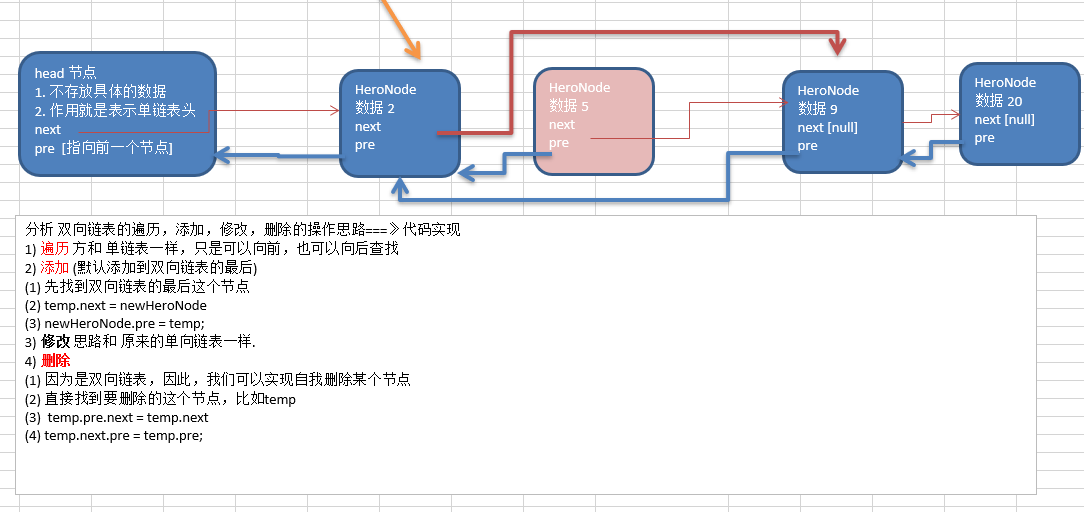 head 节点
1. 不存放具体的数据
2. 作用就是表示单链表头
next
pre [指向前一个节点]
HeroNode
数据 2
next
pre
HeroNode
数据 5
next
pre
HeroNode
数据 9
next [null]
pre
HeroNode
数据 20
next [null]
pre
分析 双向链表的遍历，添加，修改，删除的操作思路===》代码实现
1) 遍历 方和 单链表一样，只是可以向前，也可以向后查找
2) 添加 (默认添加到双向链表的最后)
(1) 先找到双向链表的最后这个节点
(2) temp.next = newHeroNode
(3) newHeroNode.pre = temp;
3) 修改 思路和 原来的单向链表一样.
4) 删除
(1) 因为是双向链表，因此，我们可以实现自我删除某个节点
(2) 直接找到要删除的这个节点，比如temp
(3) temp.pre.next = temp.next
(4) temp.next.pre = temp.pre;